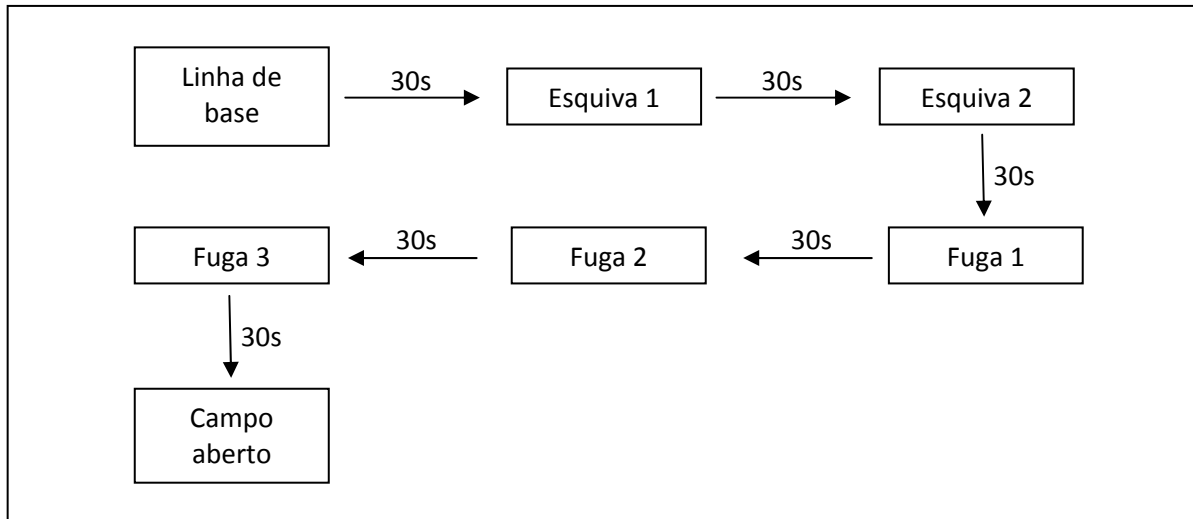 Linha de
base
30s
Esquiva 1
30s
Esquiva 2
30s
Fuga 1
30s
Fuga 2
30s
Fuga 3
30s
Campo
aberto